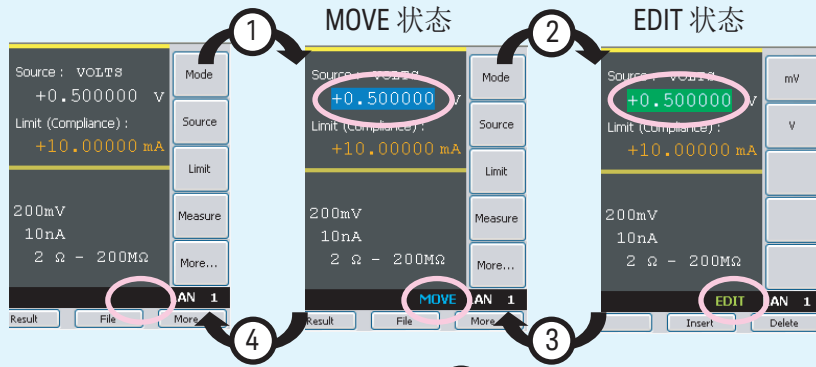 MOVE 状态
EDIT 状态
1
2
Source : VOLTS
+0.500000 V
Limit (Compliance) :
+10.00000 mA
200mV
10nA
2 Ω - 200MΩ
Mode
Source
Limit
Measure
More...
AN 1
Result
File
More
Source : VOLTS
+0.500000 V
Limit (Compliance) :
+10.00000 mA
200mV
10nA
2 Ω - 200MΩ
Mode
Source
Limit
Measure
More...
MOVE
AN 1
Result
File
More
Source : VOLTS
+0.500000 V
Limit (Compliance) :
+10.00000 mA
200mV
10nA
2 Ω - 200MΩ
mV
V
EDIT
AN 1
Insert
Delete
4
3